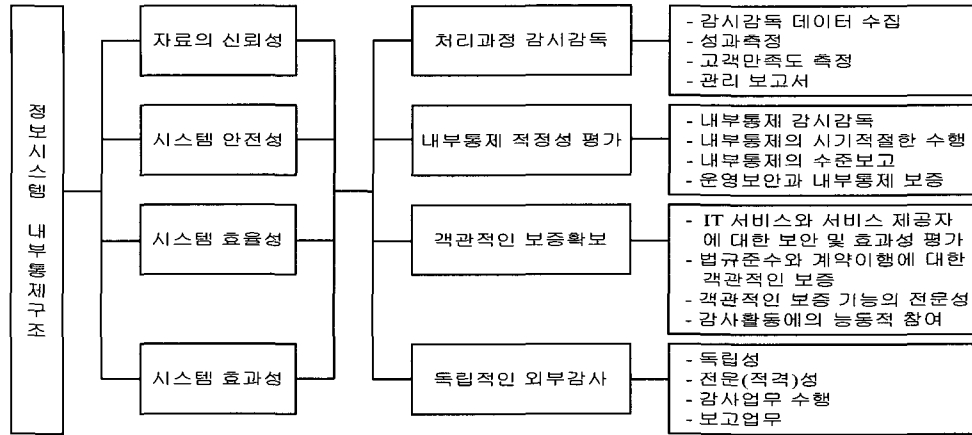 정보시스템 내부통제구조
자료의 신뢰성
시스템 안전성
시스템 효율성
시스템 효과성
처리과정 감시감독
- 감시감독 데이터 수집
- 성과측정
- 고객만족도 측정
- 관리 보고서
내부통제 적정성 평가
- 내부통제 감시감독
- 내부통제의 시기적절한 수행
- 내부통제의 수준보고
- 운영보안과 내부통제 보증
객관적인 보증확보
- IT 서비스와 서비스 제공자
에 대한 보안 및 효과성 평가
- 법규준수와 계약이행에 대한
객관적인 보증
- 객관적인 보증 기능의 전문성
- 감사활동에의 능동적 참여
독립적인 외부감사
- 독립성
- 전문(적격)성
- 감사업무 수행
- 보고업무